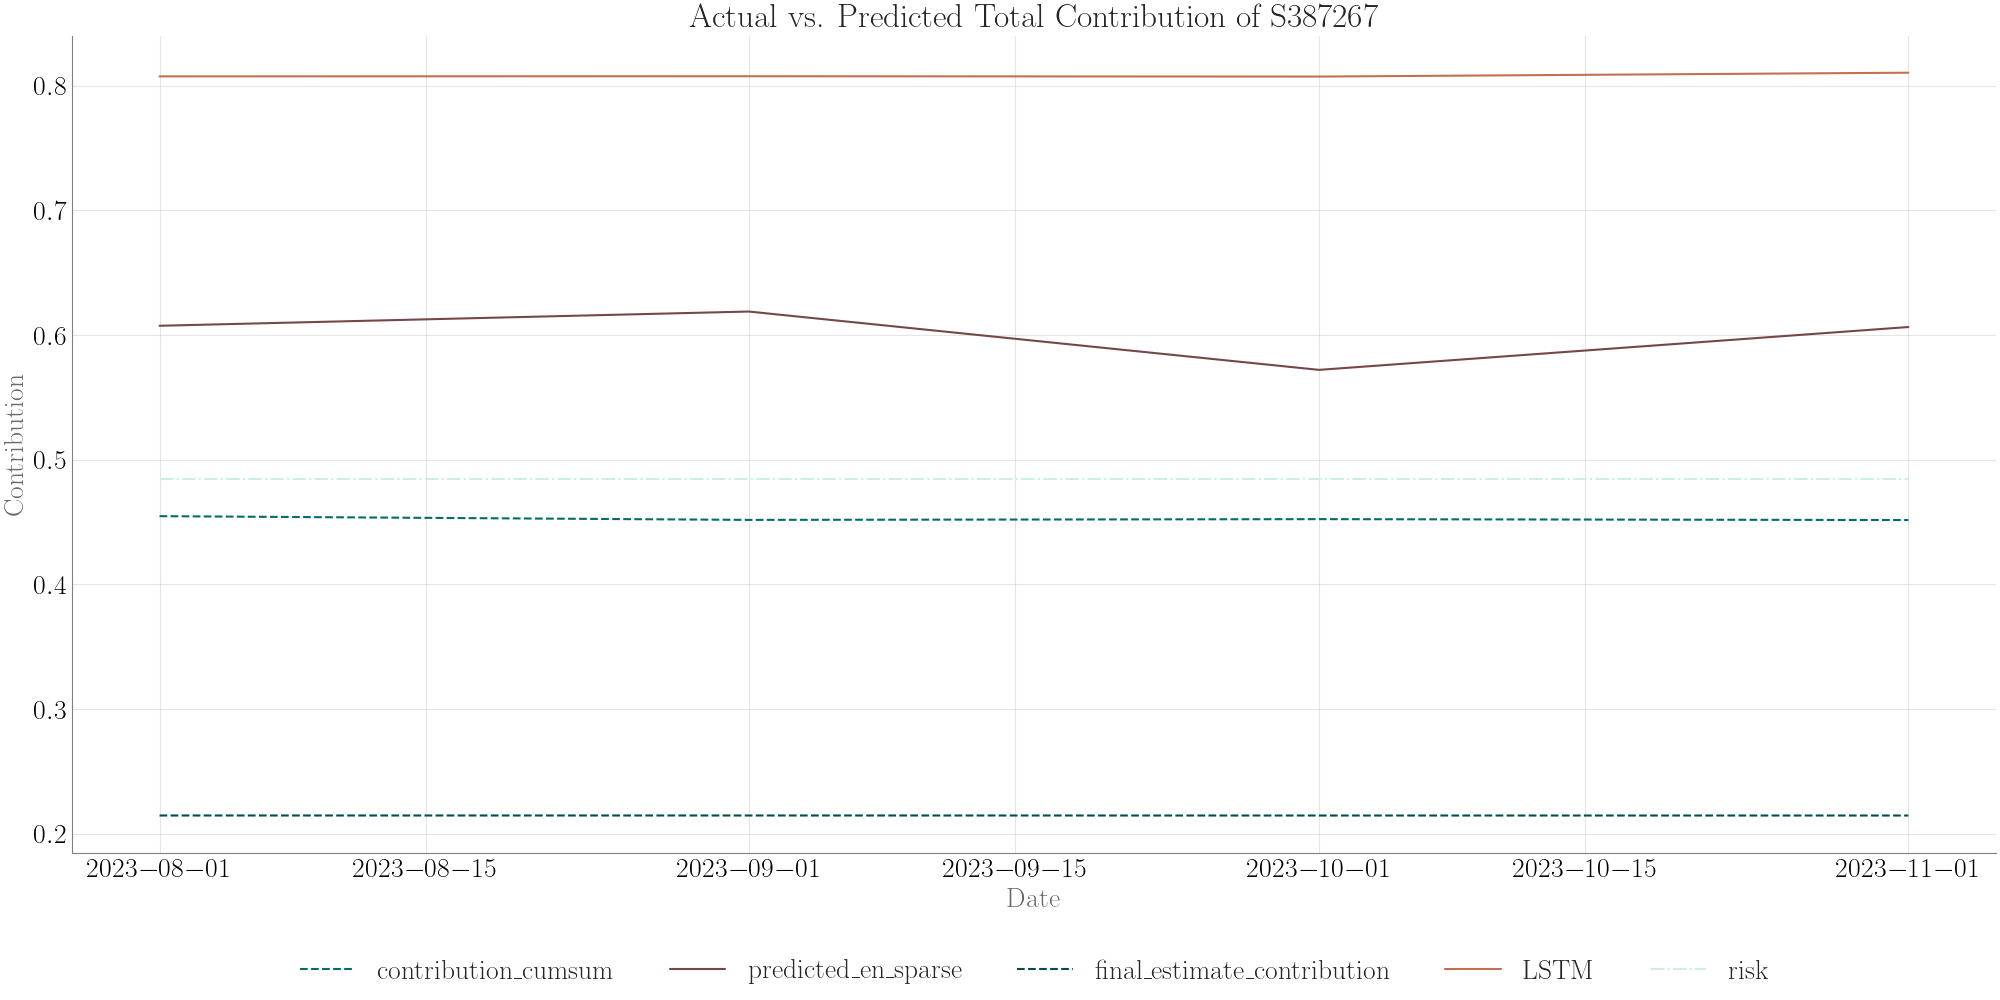 Actual vs. Predicted Total Contribution of S387267
0.8
0.7
0.6
0.5
0.4
0.3
0.2
Contribution
2023−08−01 2023−08−15 2023−09−01 2023−09−15 2023−10−01 2023−10−15 2023−11−01
Date
contribution_cumsum predicted_en_sparse final_estimate_contribution LSTM risk